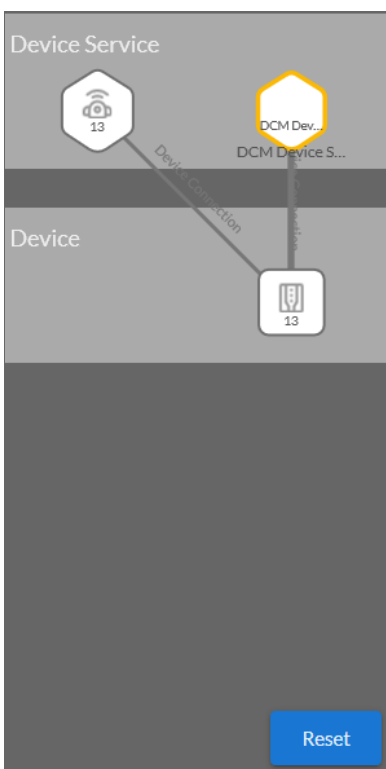 Device Service
13
DCM Dev...
DCM Device S...
Device Connection
Device
13
Reset